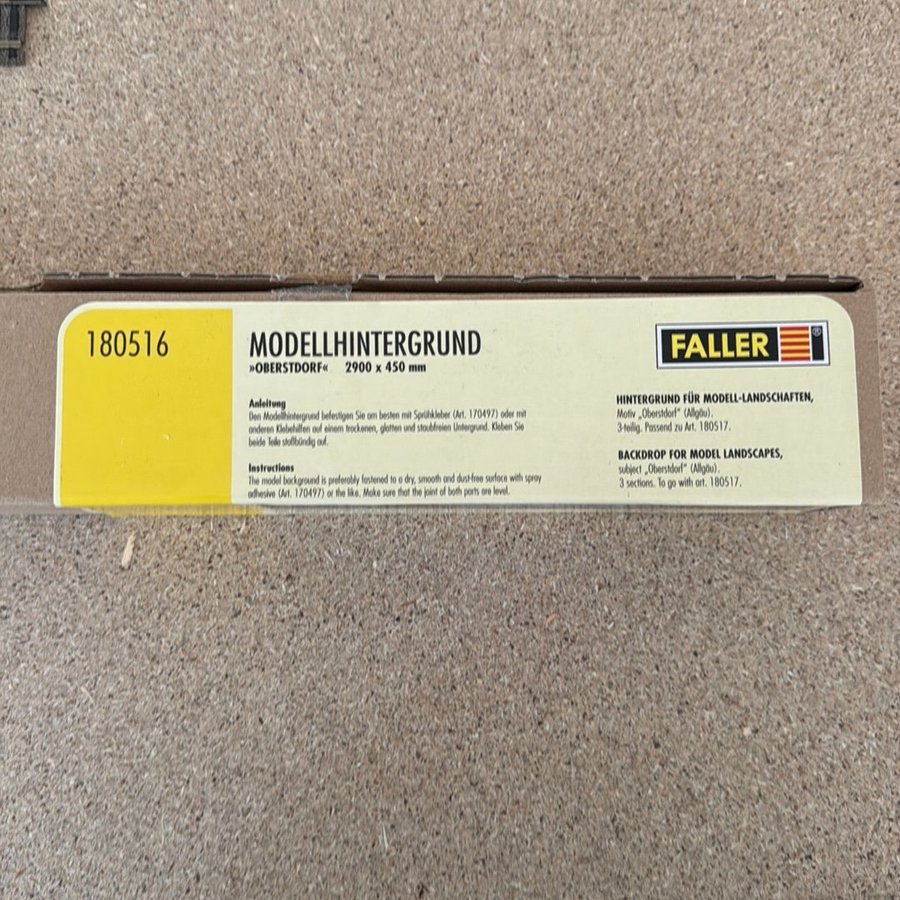 180516
MODELLHINTERGRUND
»OBERSTDORF« 2900 x 450 mm
Anleitung
Den Modellhintergrund befestigen Sie am besten mit Sprühkleber (Art. 170497) oder mit
anderen Klebehilfen auf einem trockenen, glatten und staubfreien Untergrund. Kleben Sie
beide Teile stoßbündig auf.
Instructions
The model background is preferably fastened to a dry, smooth and dust-free surface with spray
adhesive (Art. 170497) or the like. Make sure that the joint of both parts are level.
FALLER ®
HINTERGRUND FÜR MODELL-LANDSCHAFTEN,
Motiv „Oberstdorf“ (Allgäu).
3-teilig. Passend zu Art. 180517.
BACKDROP FOR MODEL LANDSCAPES,
subject „Oberstdorf“ (Allgäu).
3 sections. To go with art. 180517.